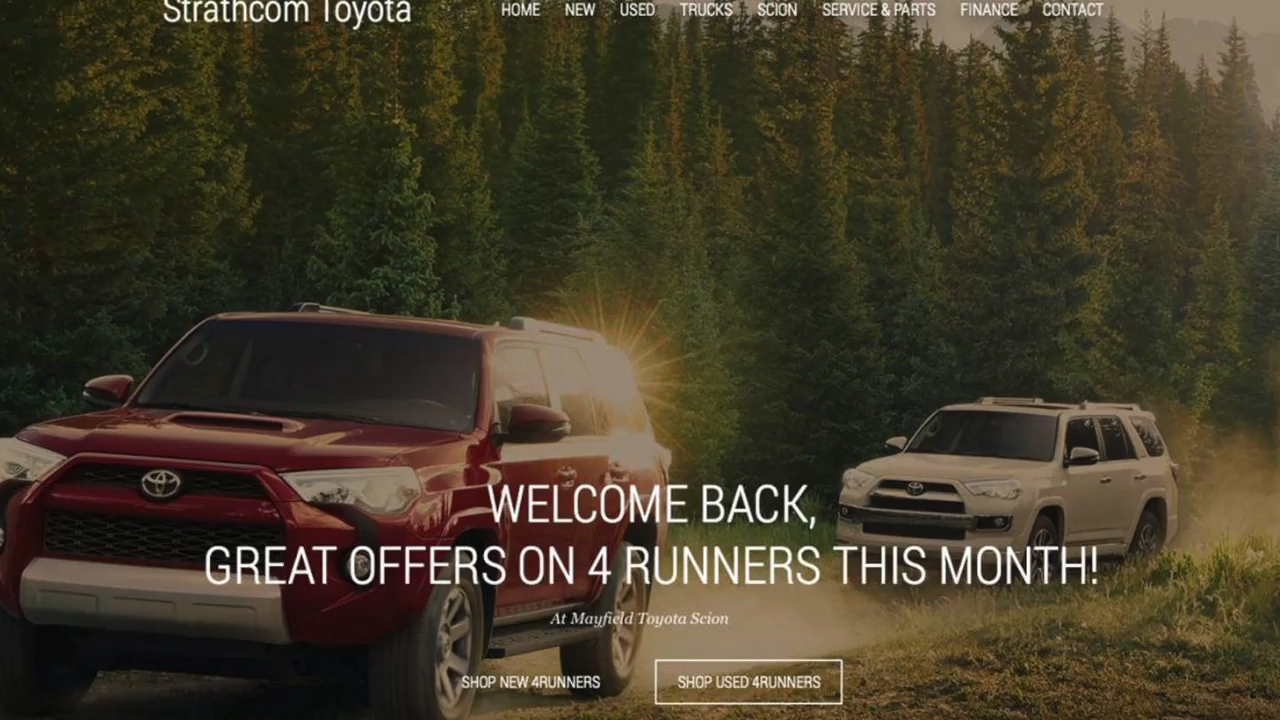 Strathcom Toyota
HOME NEW USED TRUCKS SCION SERVICE & PARTS FINANCE CONTACT
WELCOME BACK,
GREAT OFFERS ON 4 RUNNERS THIS MONTH!
At Mayfield Toyota Scion
SHOP NEW 4RUNNERS SHOP USED 4RUNNERS